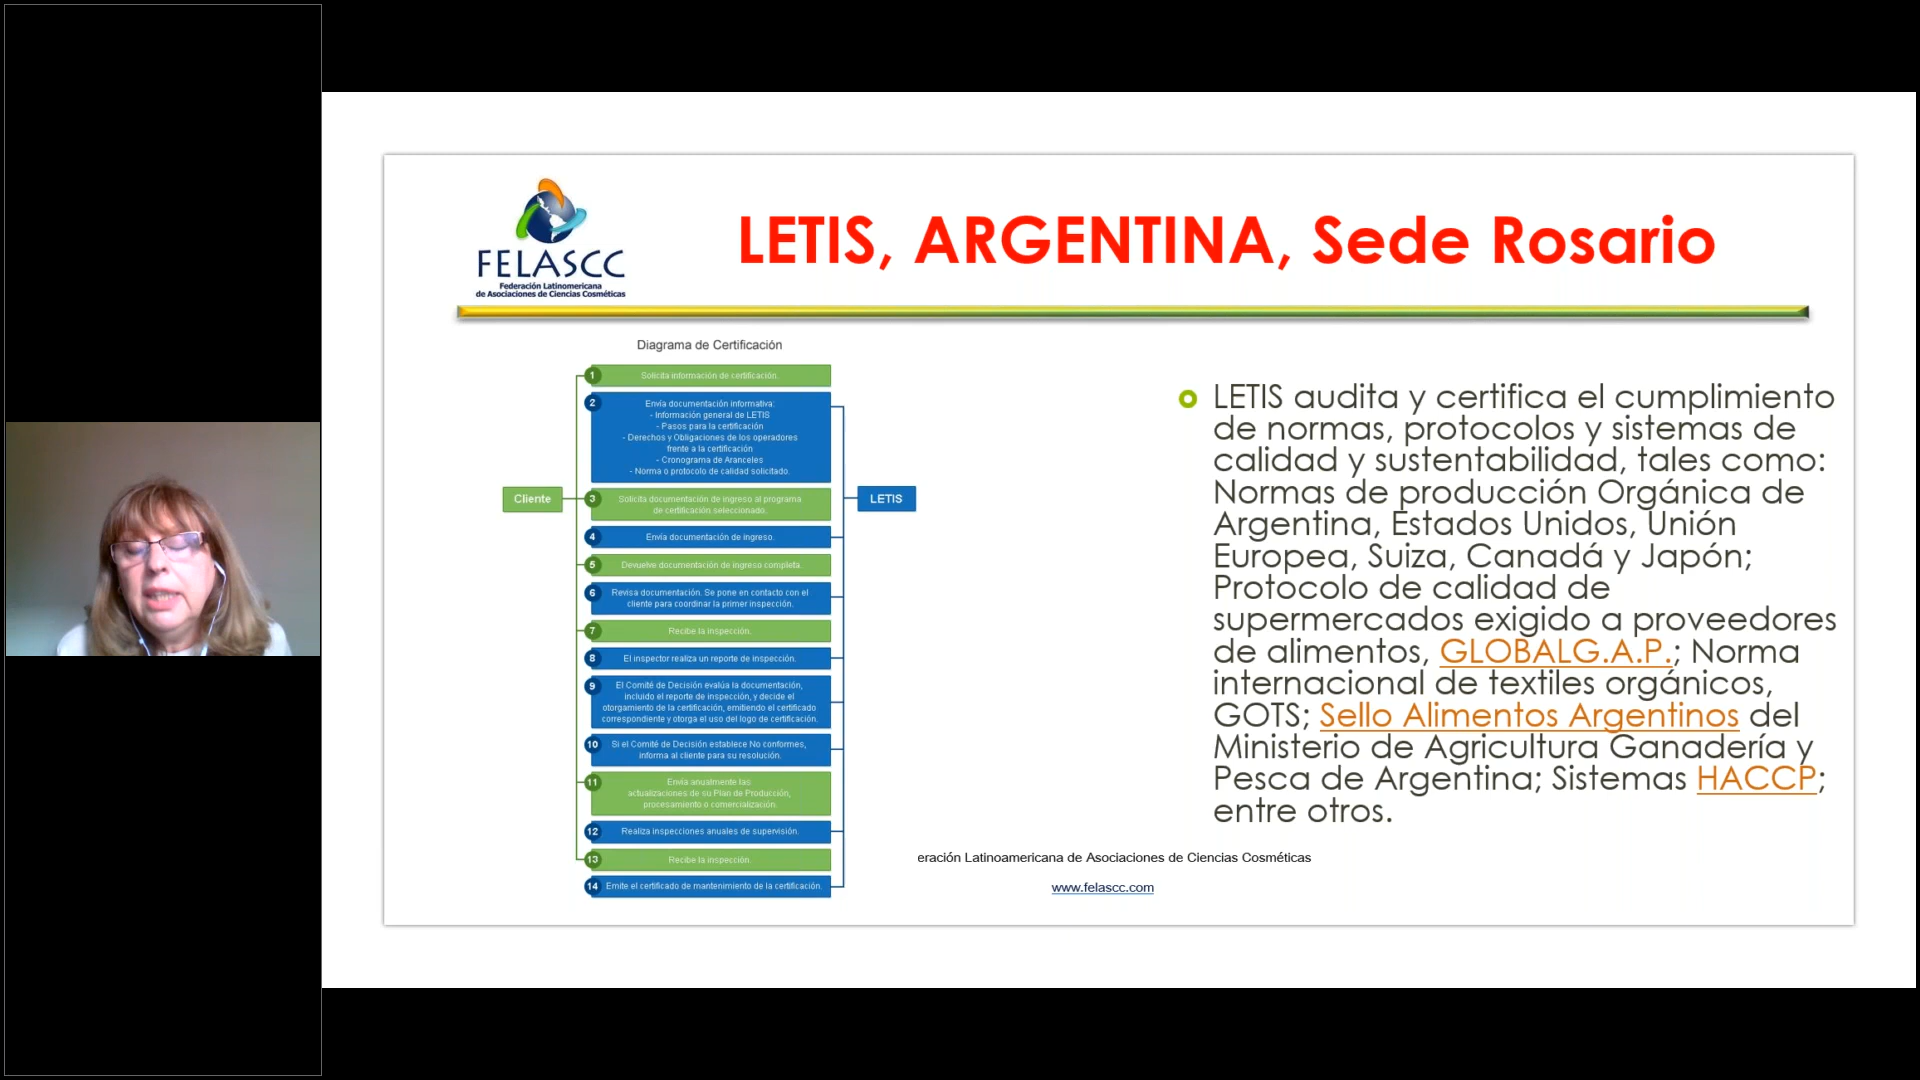 FELASCC
Federación Latinomericana
de Asociaciones de Ciencias Cosméticas
LETIS, ARGENTINA, Sede Rosario
Diagrama de Certificación
Cliente
LETIS
1 Solicita información de certificación.
2 Envía documentación informativa:
- Información general de LETIS
- Pasos para la certificación
- Derechos y Obligaciones de los operadores
frente a la certificación
- Cronograma de Aranceles
- Norma o protocolo de calidad solicitado.
3 Solicita documentación de ingreso al programa
de certificación seleccionado.
4 Envía documentación de ingreso.
5 Devuelve documentación de ingreso completa.
6 Revisa documentación. Se pone en contacto con el
cliente para coordinar la primer inspección.
7 Recibe la inspección.
8 El inspector realiza un reporte de inspección.
9 El Comité de Decisión evalúa la documentación,
incluido el reporte de inspección, y decide el
otorgamiento de la certificación, emitiendo el certificado
correspondiente y otorga el uso del logo de certificación.
10 Si el Comité de Decisión establece No conformes,
informa al cliente para su resolución.
11 Envía anualmente las
actualizaciones de su Plan de Producción,
procesamiento o comercialización.
12 Realiza inspecciones anuales de supervisión.
13 Recibe la inspección.
14 Emite el certificado de mantenimiento de la certificación.
LETIS audita y certifica el cumplimiento
de normas, protocolos y sistemas de
calidad y sustentabilidad, tales como:
Normas de producción Orgánica de
Argentina, Estados Unidos, Unión
Europea, Suiza, Canadá y Japón;
Protocolo de calidad de
supermercados exigido a proveedores
de alimentos, GLOBALG.A.P.; Norma
internacional de textiles orgánicos,
GOTS; Sello Alimentos Argentinos del
Ministerio de Agricultura Ganadería y
Pesca de Argentina; Sistemas HACCP;
entre otros.
eración Latinoamericana de Asociaciones de Ciencias Cosméticas
www.felascc.com